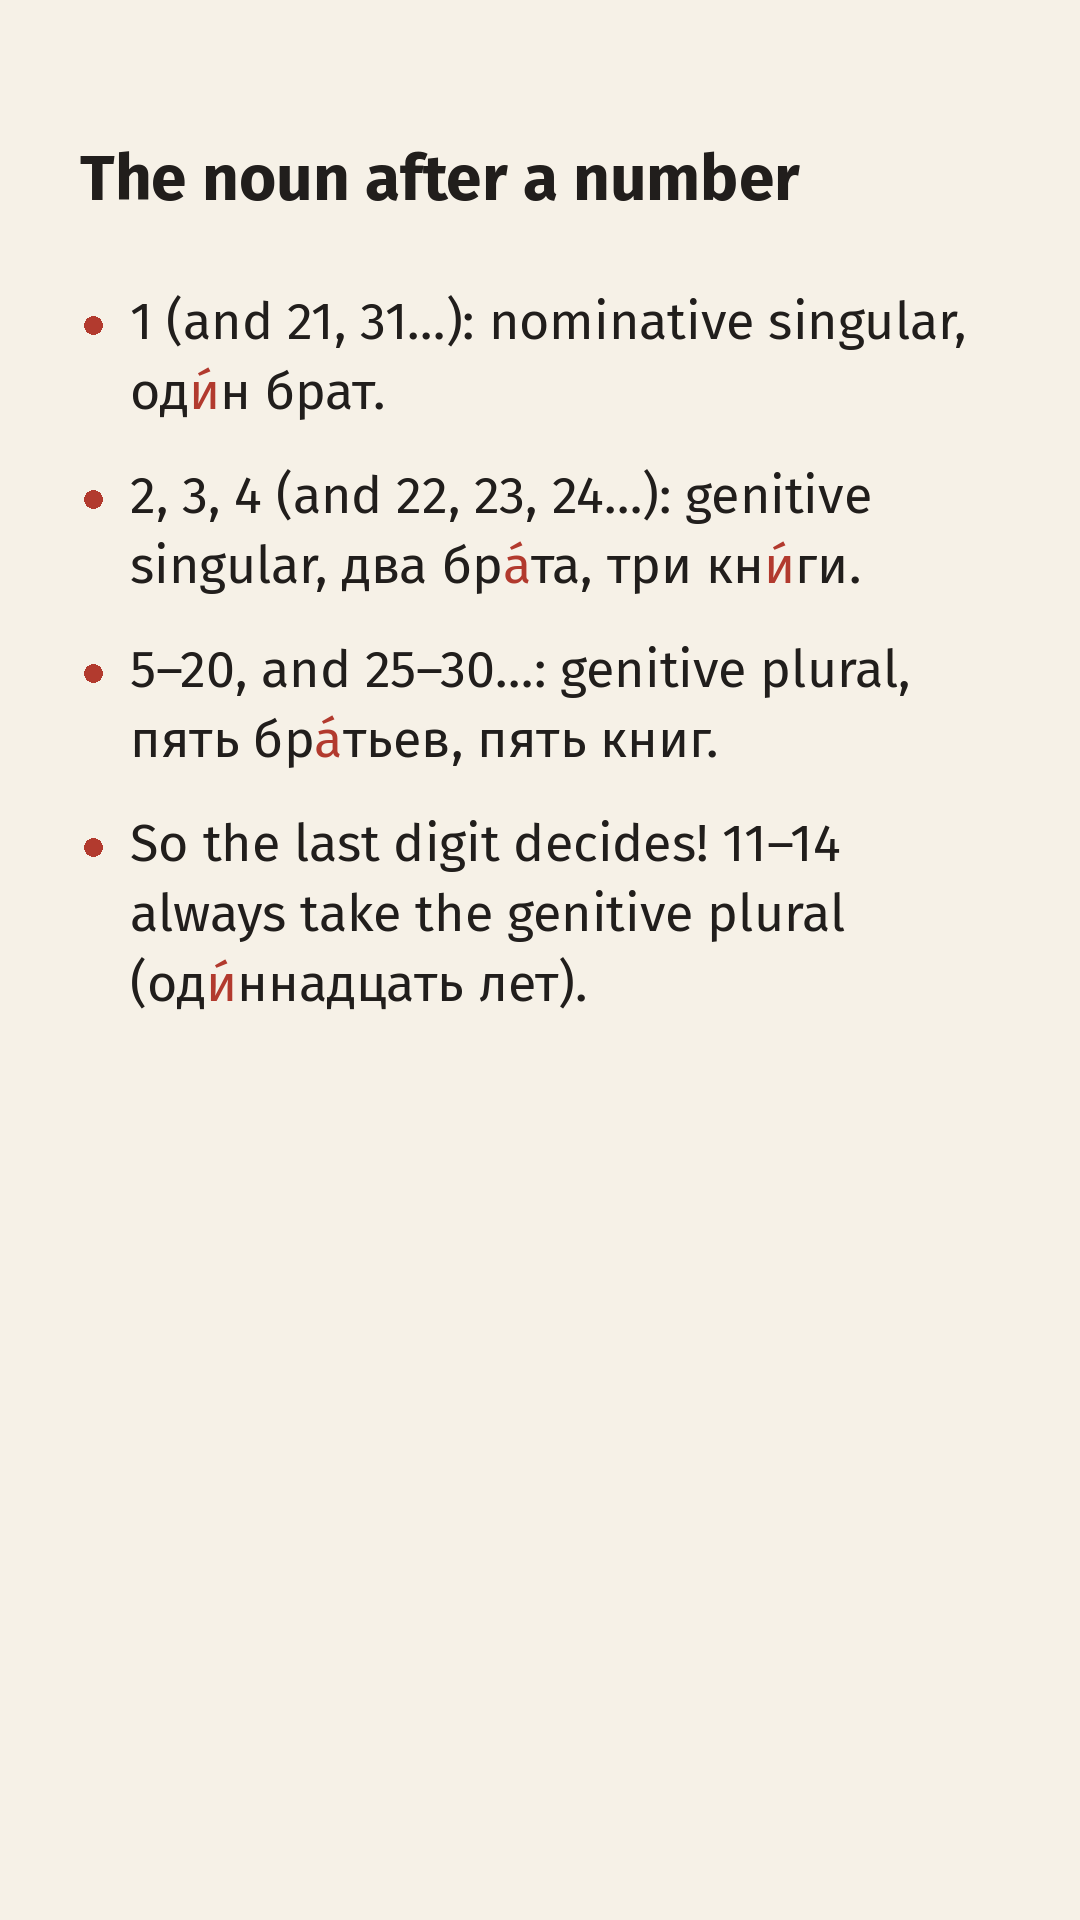 The noun after a number
• 1 (and 21, 31…): nominative singular,
оди́н брат.
• 2, 3, 4 (and 22, 23, 24…): genitive
singular, два бра́та, три кни́ги.
• 5–20, and 25–30…: genitive plural,
пять бра́тьев, пять книг.
• So the last digit decides! 11–14
always take the genitive plural
(оди́ннадцать лет).